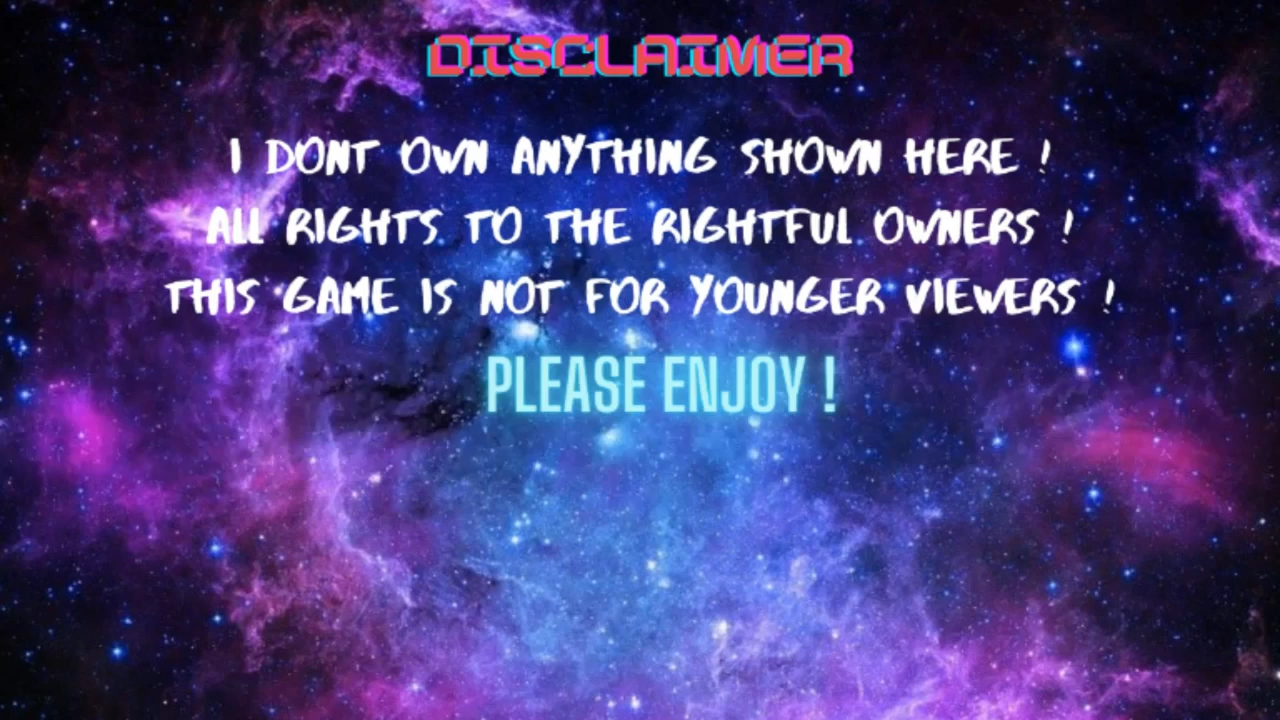 DISCLAIMER
I DONT OWN ANYTHING SHOWN HERE !
ALL RIGHTS TO THE RIGHTFUL OWNERS !
THIS GAME IS NOT FOR YOUNGER VIEWERS !
PLEASE ENJOY !